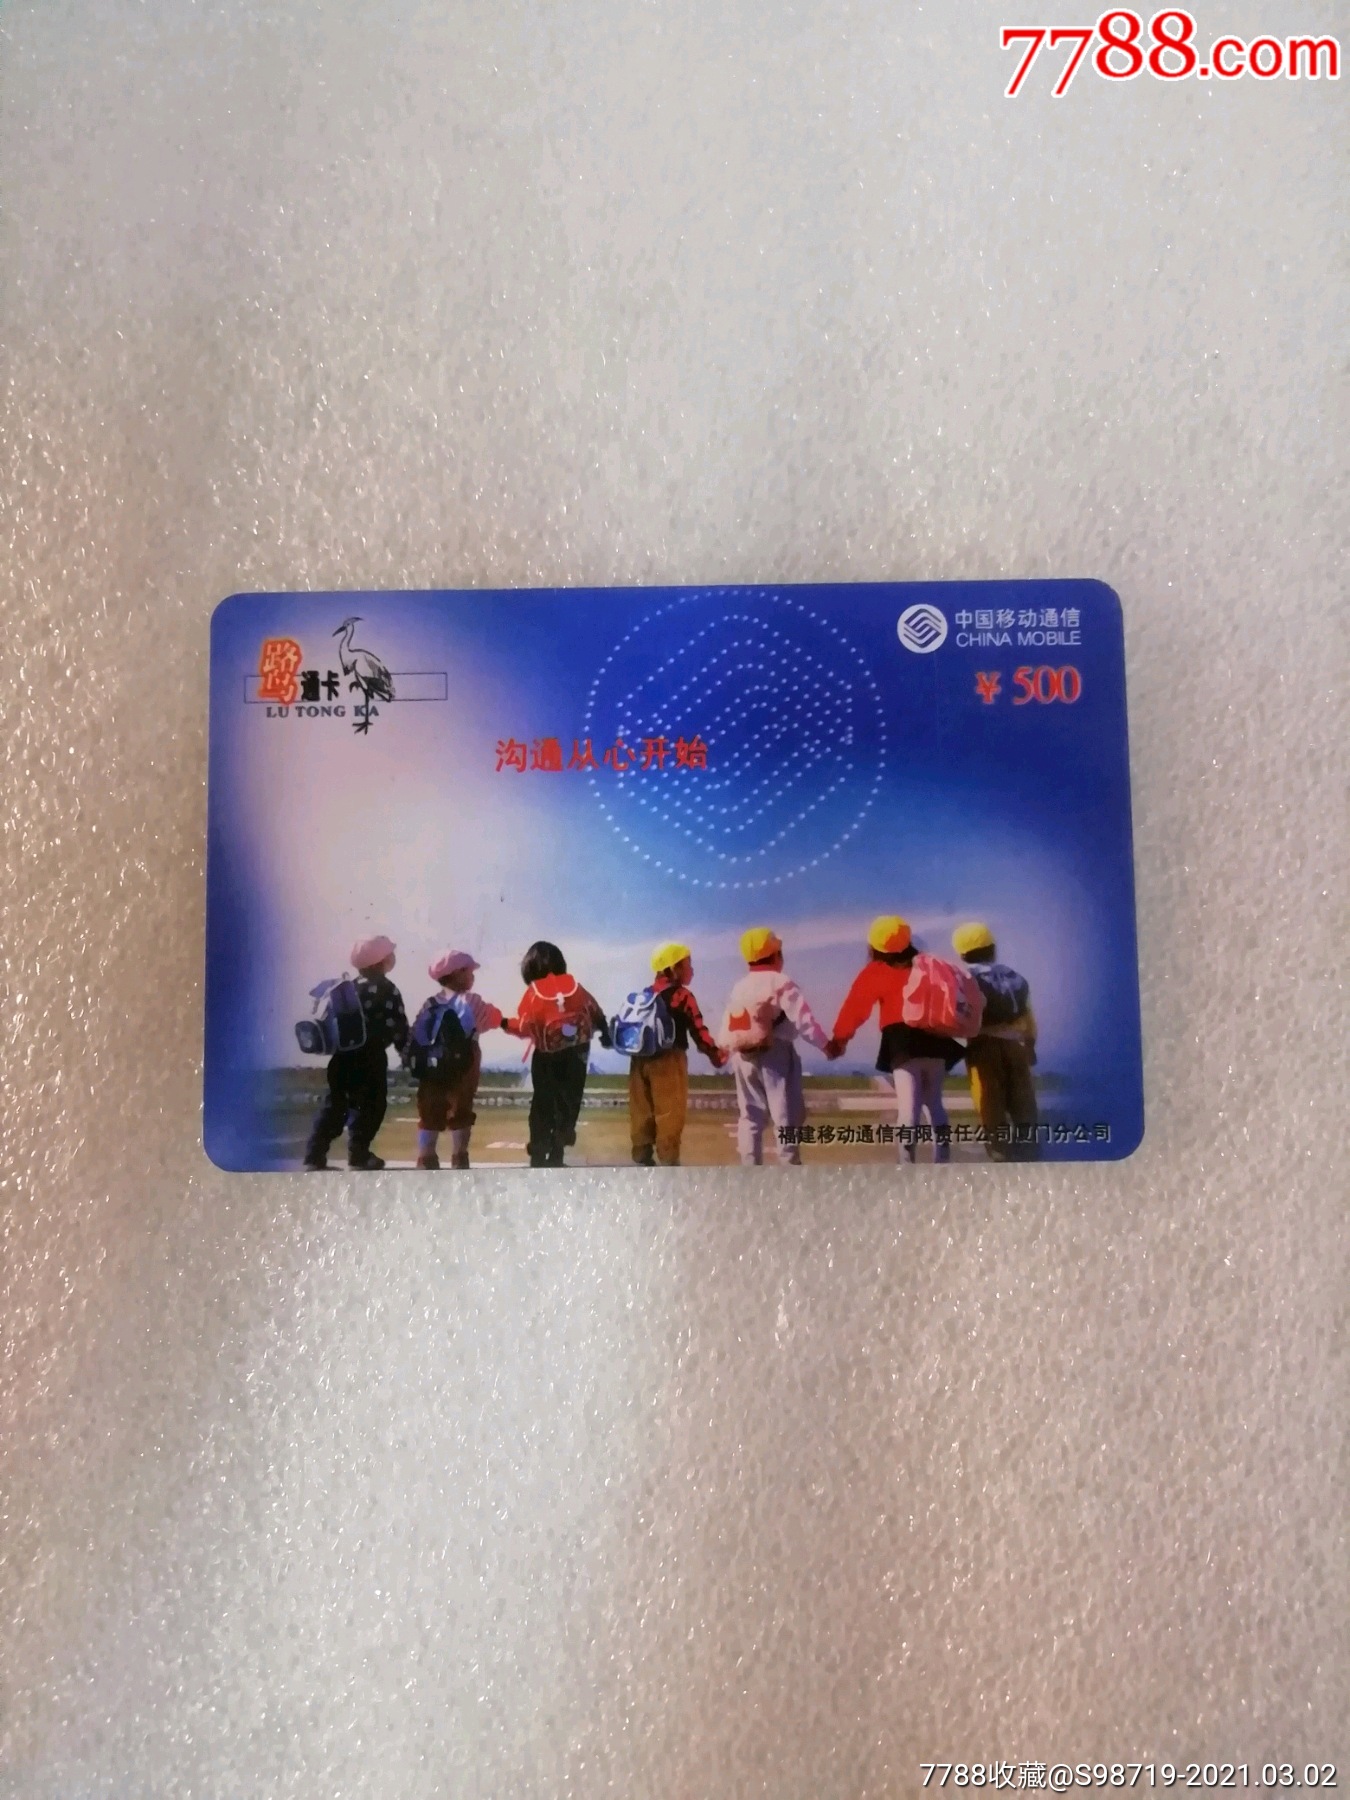 7788.com
中国移动通信
CHINA MOBILE
¥ 500
鹭通卡
LU TONG KA
沟通从心开始
福建移动通信有限责任公司厦门分公司
7788收藏@S98719-2021.03.02